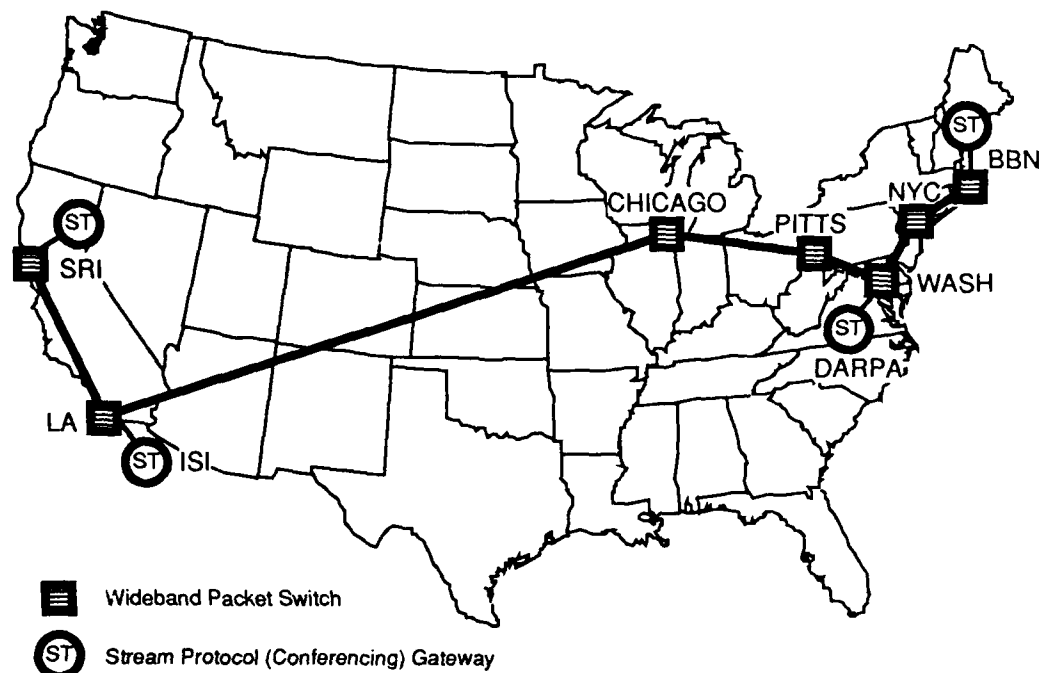 ST
BBN
CHICAGO
NYC
PITTS
ST
SRI
WASH
ST
DARPA
LA
ST
ISI
Wideband Packet Switch
ST
Stream Protocol (Conferencing) Gateway